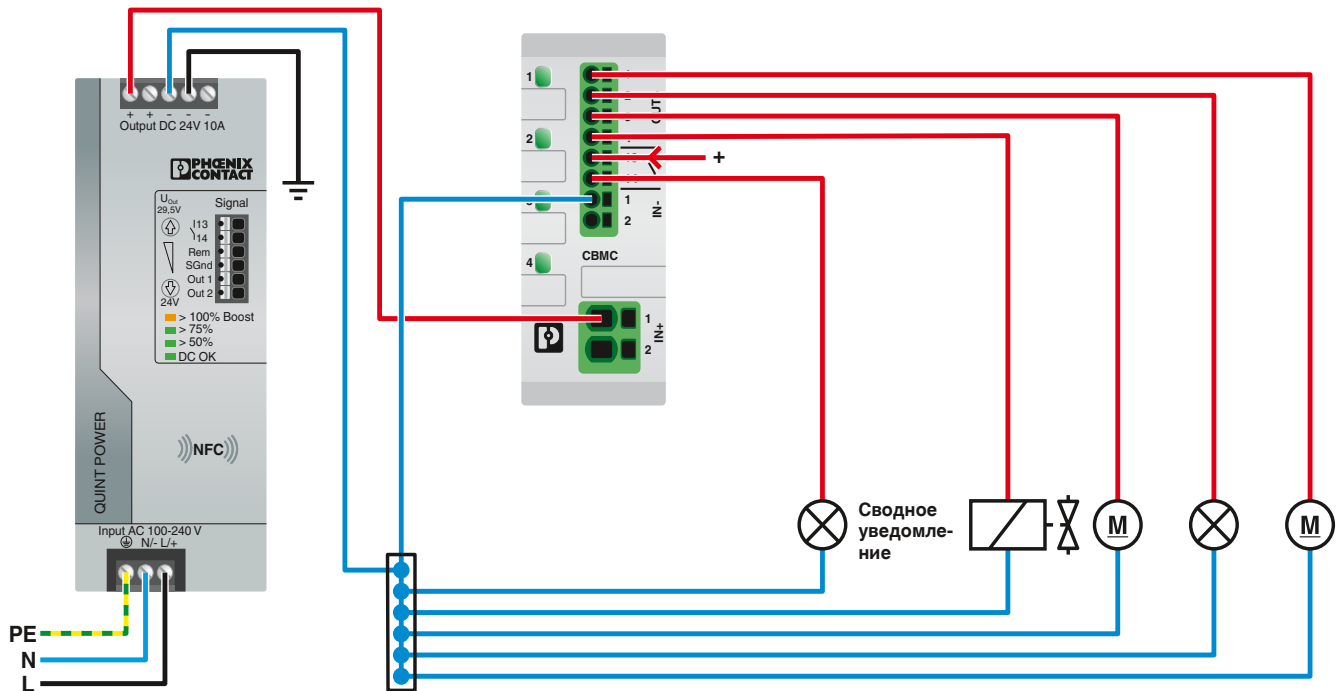 + + - - -
Output DC 24V 10A
PHŒNIX
CONTACT
UOut
29,5V
Signal
13
14
Rem
SGnd
Out 1
Out 2
24V
> 100% Boost
> 75%
> 50%
DC OK
QUINT POWER
NFC
Input AC 100-240 V
N/- L/+
PE
N
L
1
2
4
OUT
+
1
2
IN-
CBMC
1
2
IN+
Сводное
уведомле-
ние
M
M